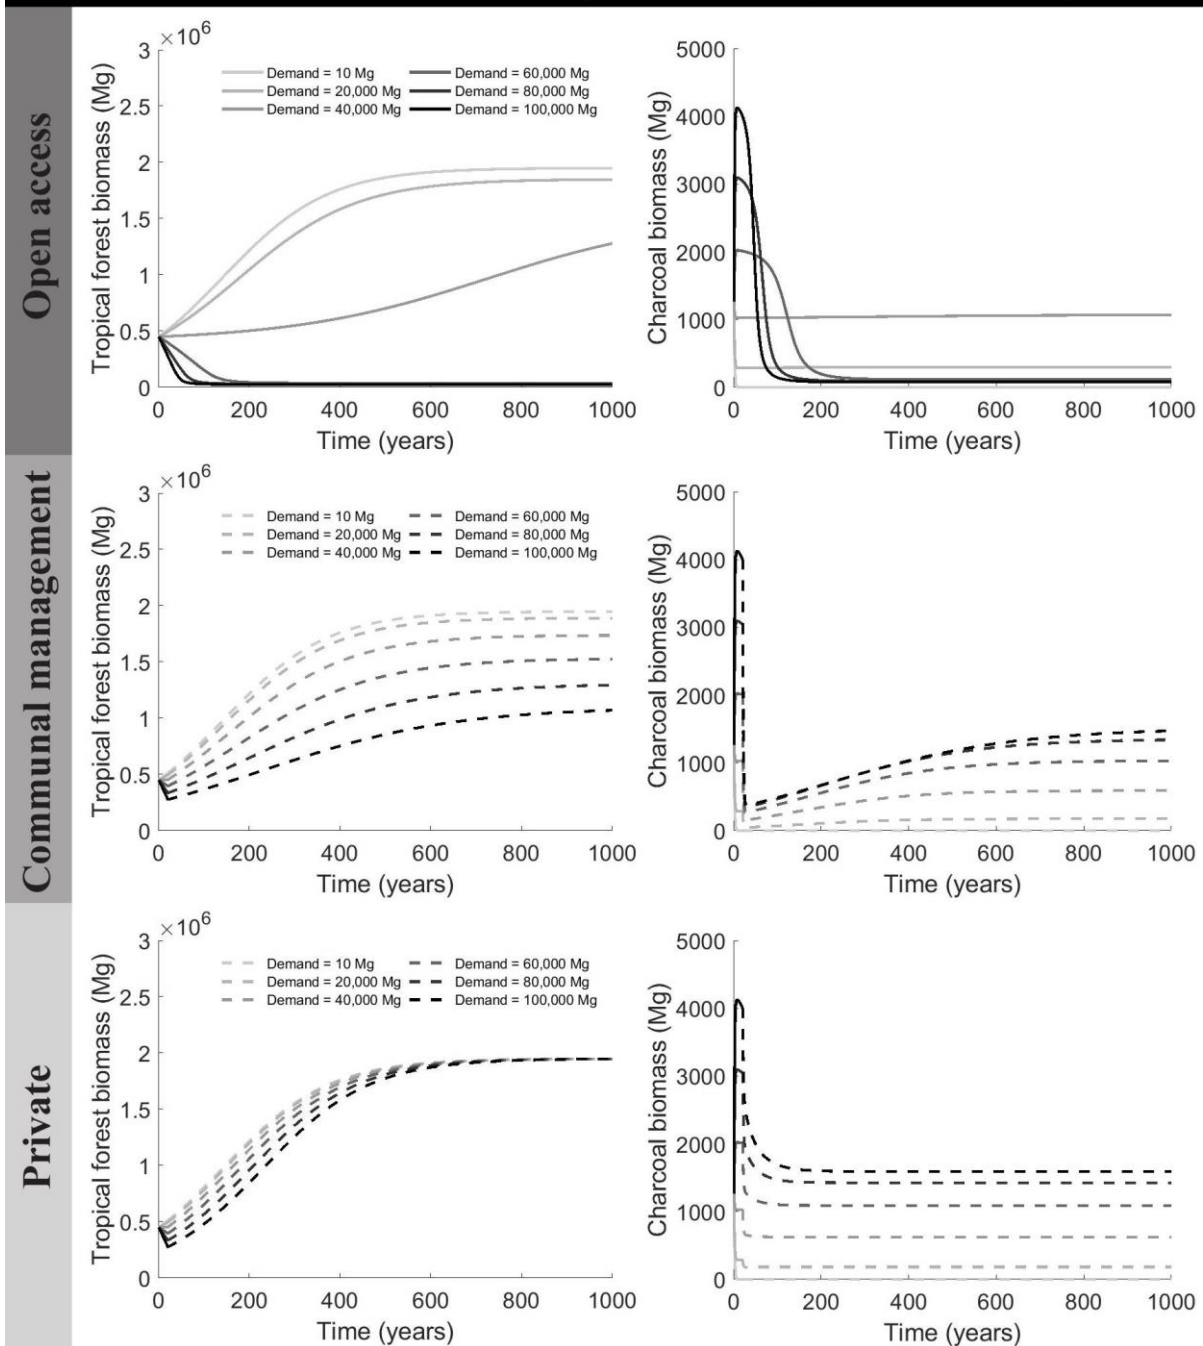 Open access
×10⁶
3
2.5
2
1.5
1
0.5
0
Tropical forest biomass (Mg)
Demand = 10 Mg
Demand = 20,000 Mg
Demand = 40,000 Mg
Demand = 60,000 Mg
Demand = 80,000 Mg
Demand = 100,000 Mg
0 200 400 600 800 1000
Time (years)
5000
4000
3000
2000
1000
0
Charcoal biomass (Mg)
0 200 400 600 800 1000
Time (years)
Communal management
×10⁶
3
2.5
2
1.5
1
0.5
0
Tropical forest biomass (Mg)
Demand = 10 Mg
Demand = 20,000 Mg
Demand = 40,000 Mg
Demand = 60,000 Mg
Demand = 80,000 Mg
Demand = 100,000 Mg
0 200 400 600 800 1000
Time (years)
5000
4000
3000
2000
1000
0
Charcoal biomass (Mg)
0 200 400 600 800 1000
Time (years)
Private
×10⁶
3
2.5
2
1.5
1
0.5
0
Tropical forest biomass (Mg)
Demand = 10 Mg
Demand = 20,000 Mg
Demand = 40,000 Mg
Demand = 60,000 Mg
Demand = 80,000 Mg
Demand = 100,000 Mg
0 200 400 600 800 1000
Time (years)
5000
4000
3000
2000
1000
0
Charcoal biomass (Mg)
0 200 400 600 800 1000
Time (years)